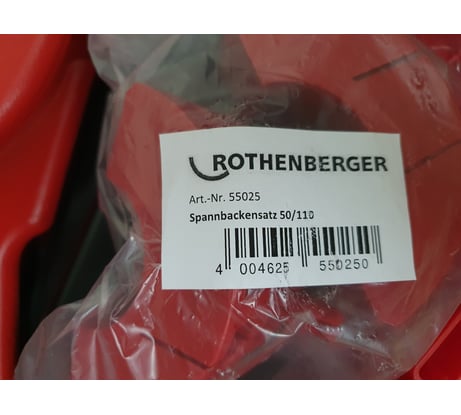 ROTHENBERGER
Art.-Nr. 55025
Spannbackensatz 50/110
4 004625 550250